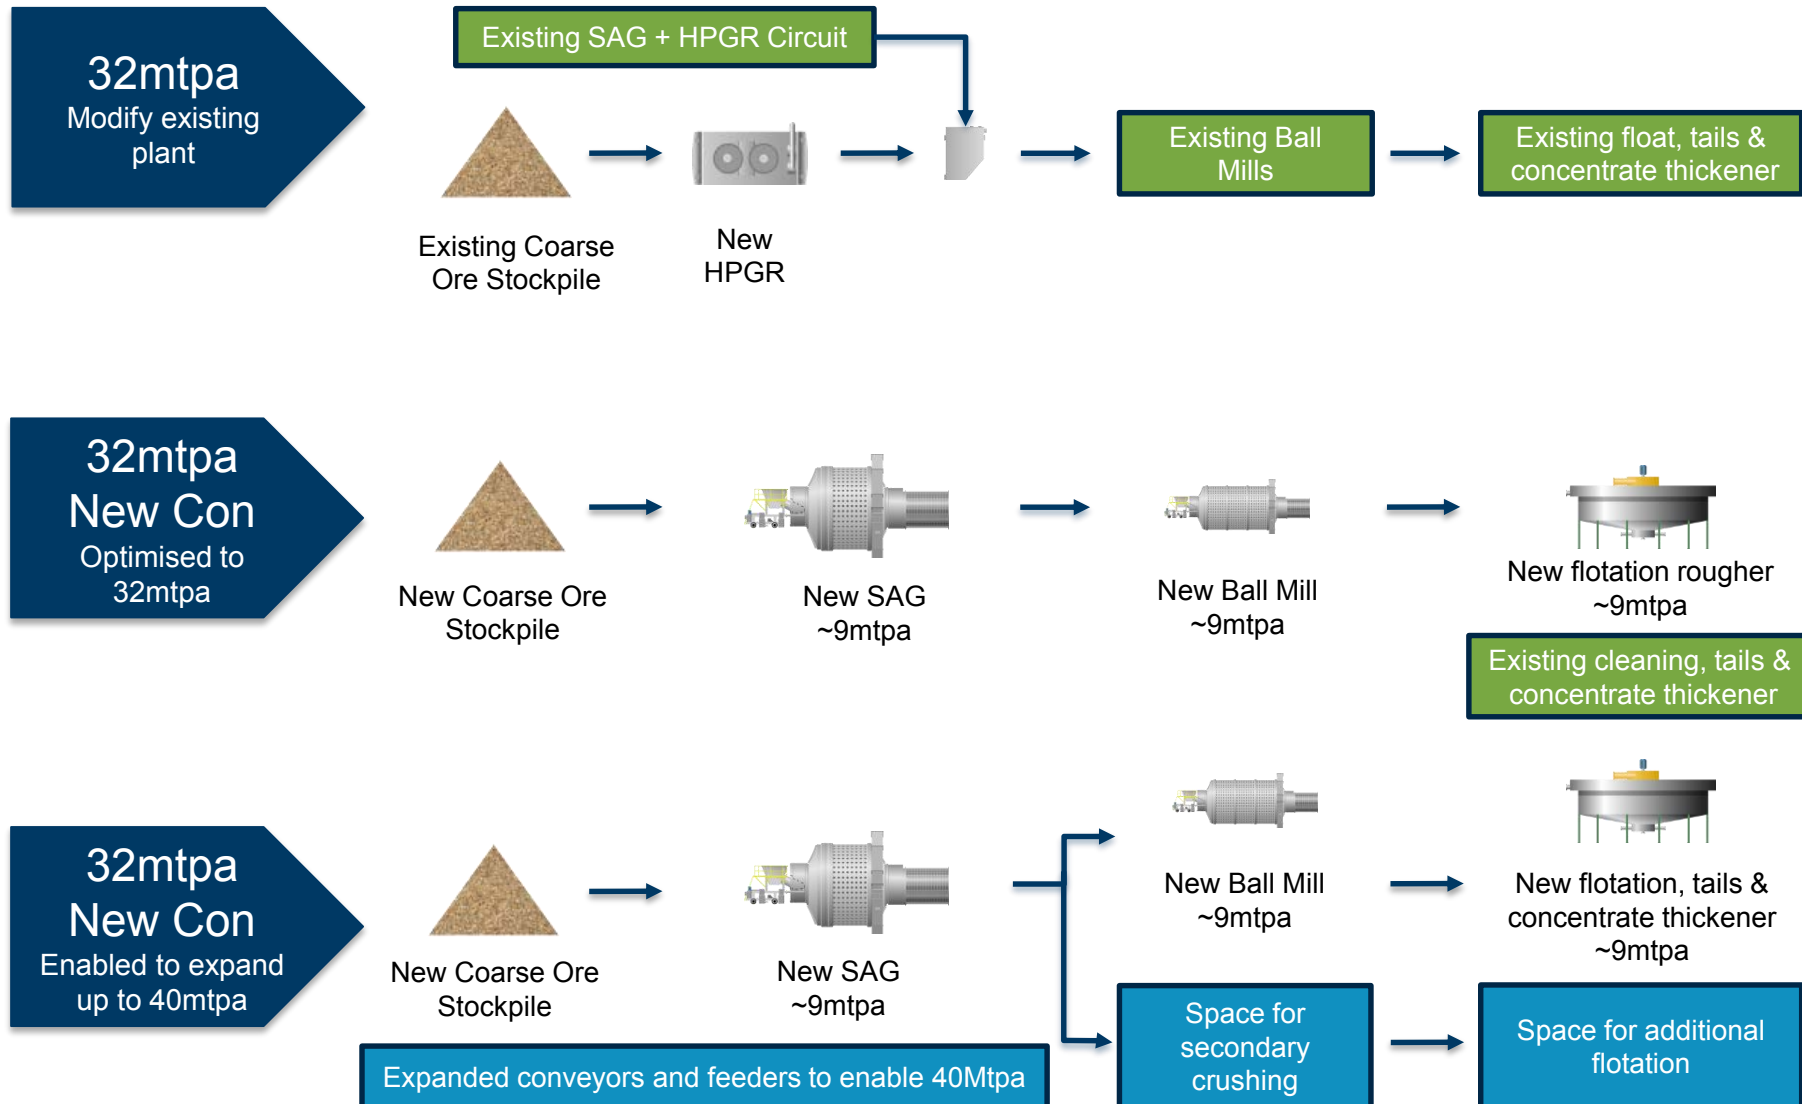 32mtpa
Modify existing
plant
Existing SAG + HPGR Circuit
Existing Coarse
Ore Stockpile
New
HPGR
Existing Ball
Mills
Existing float, tails &
concentrate thickener
32mtpa
New Con
Optimised to
32mtpa
New Coarse Ore
Stockpile
New SAG
~9mtpa
New Ball Mill
~9mtpa
New flotation rougher
~9mtpa
Existing cleaning, tails &
concentrate thickener
32mtpa
New Con
Enabled to expand
up to 40mtpa
New Coarse Ore
Stockpile
New SAG
~9mtpa
New Ball Mill
~9mtpa
New flotation, tails &
concentrate thickener
~9mtpa
Expanded conveyors and feeders to enable 40Mtpa
Space for
secondary
crushing
Space for additional
flotation